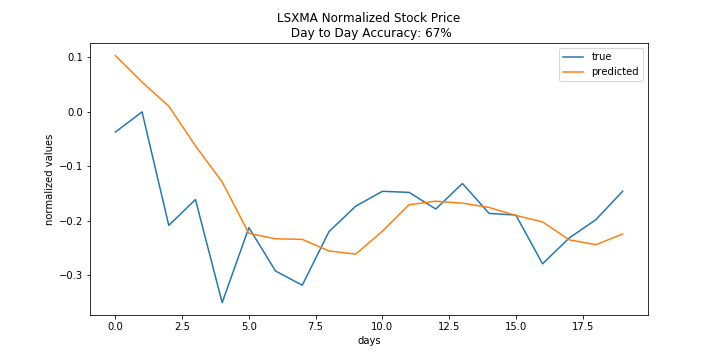 LSXMA Normalized Stock Price
Day to Day Accuracy: 67%
true
predicted
normalized values
0.1
0.0
−0.1
−0.2
−0.3
0.0
2.5
5.0
7.5
10.0
12.5
15.0
17.5
days